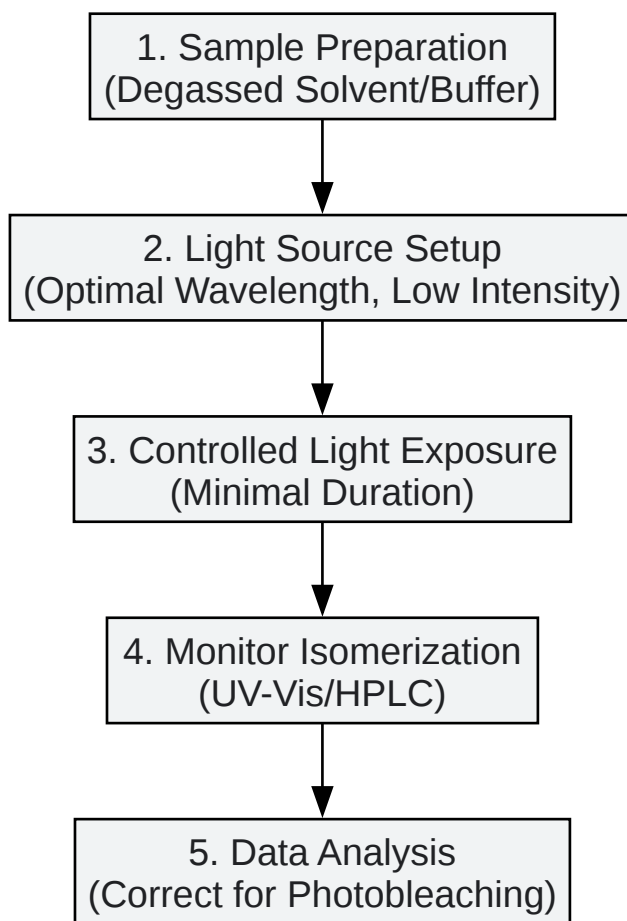 1. Sample Preparation
(Degassed Solvent/Buffer)
2. Light Source Setup
(Optimal Wavelength, Low Intensity)
3. Controlled Light Exposure
(Minimal Duration)
4. Monitor Isomerization
(UV-Vis/HPLC)
5. Data Analysis
(Correct for Photobleaching)